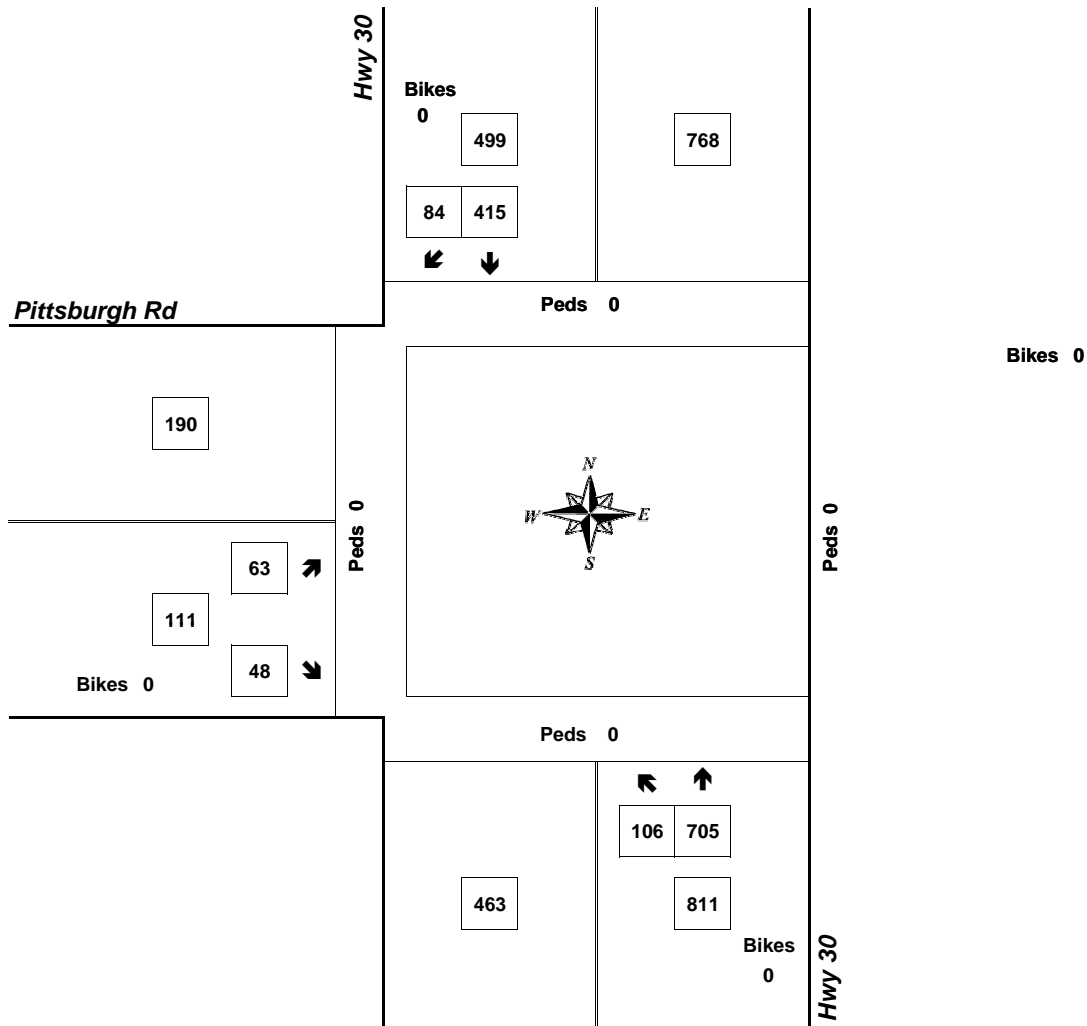 Hwy 30
Bikes
0
499
768
84 415
Peds 0
Pittsburgh Rd
Bikes 0
190
N
W E
S
Peds 0
Peds 0
63
111
48
Bikes 0
Peds 0
106 705
463
811
Bikes
0
Hwy 30